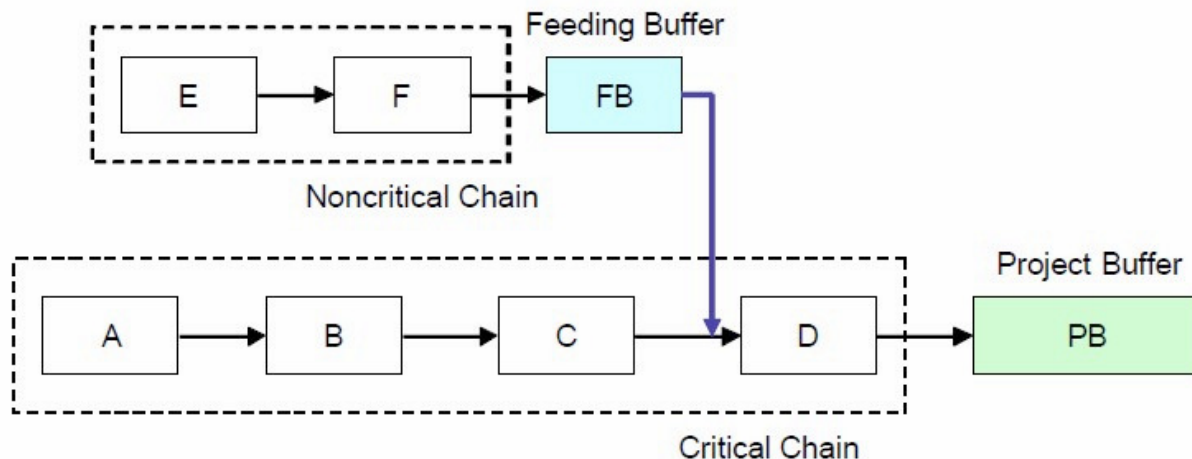 Feeding Buffer
E
F
FB
Noncritical Chain
Project Buffer
A
B
C
D
PB
Critical Chain